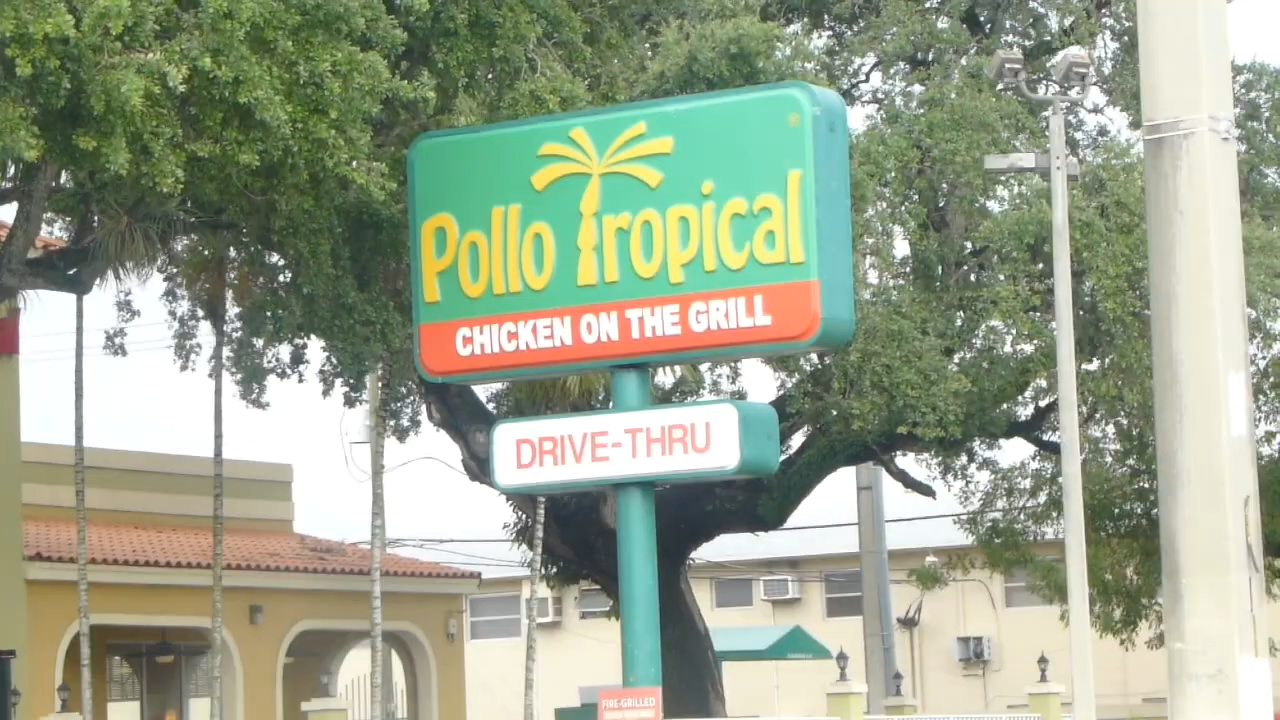 Pollo Tropical®
CHICKEN ON THE GRILL
DRIVE-THRU
FIRE-GRILLED